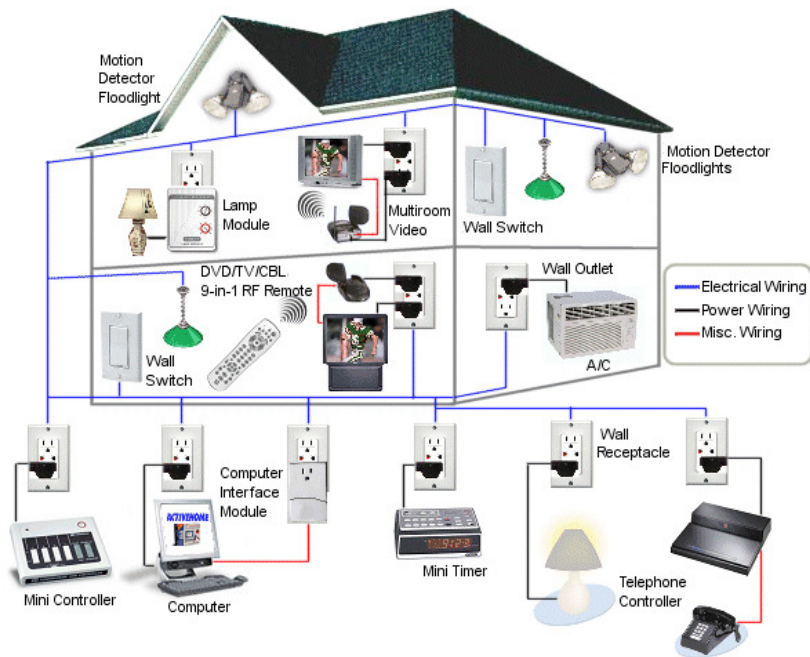 Motion
Detector
Floodlight
Motion Detector
Floodlights
Lamp
Module
Multiroom
Video
Wall Switch
DVD/TV/CBL
9-in-1 RF Remote
Wall Outlet
Electrical Wiring
Power Wiring
Misc. Wiring
Wall
Switch
A/C
Computer
Interface
Module
Wall
Receptacle
ACTIVEHOME
Mini Controller
Computer
Mini Timer
Telephone
Controller